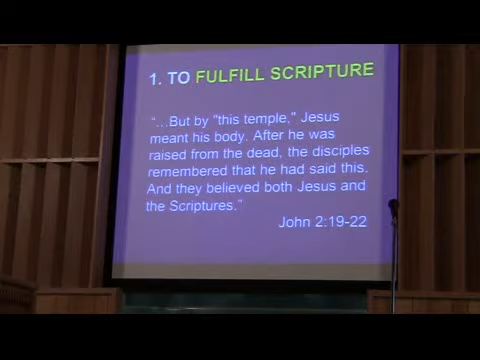 1. TO FULFILL SCRIPTURE
“…But by "this temple," Jesus
meant his body. After he was
raised from the dead, the disciples
remembered that he had said this.
And they believed both Jesus and
the Scriptures.”
John 2:19-22